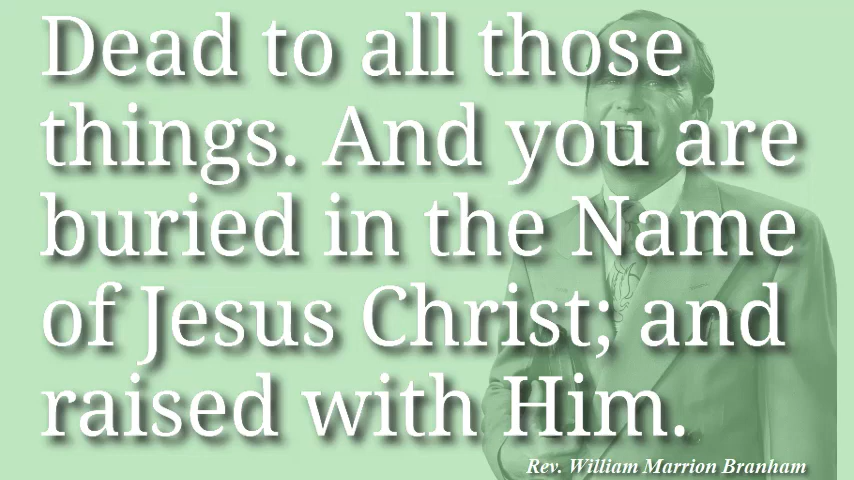 Dead to all those
things. And you are
buried in the Name
of Jesus Christ; and
raised with Him.
Rev. William Marrion Branham